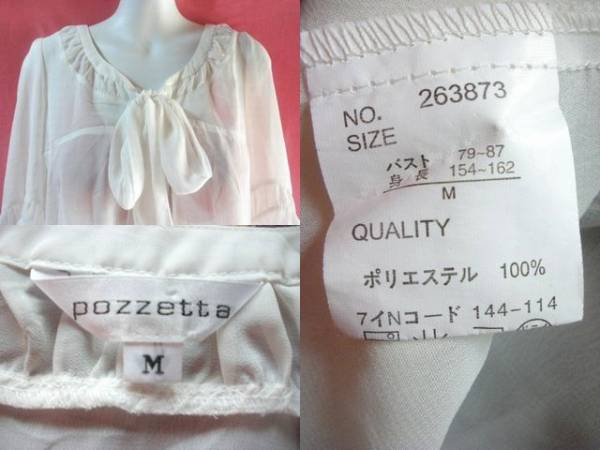 pozzetta
M
NO. 263873
SIZE
バスト 79~87
身長 154~162
M
QUALITY
ポリエステル 100%
7イNコード 144-114